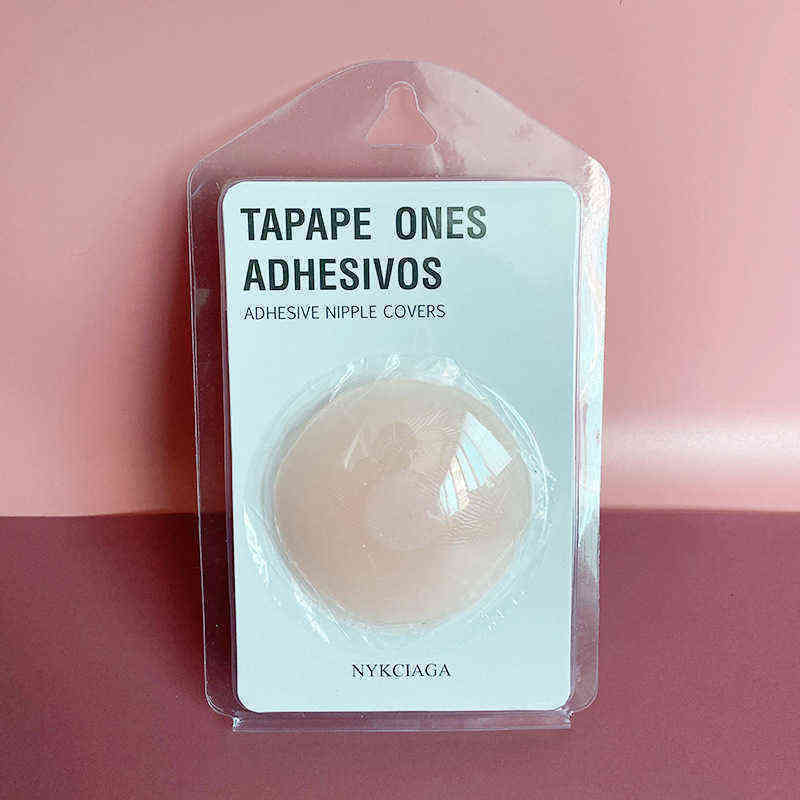 TAPAPE ONES
ADHESIVOS
ADHESIVE NIPPLE COVERS
NYKCIAGA